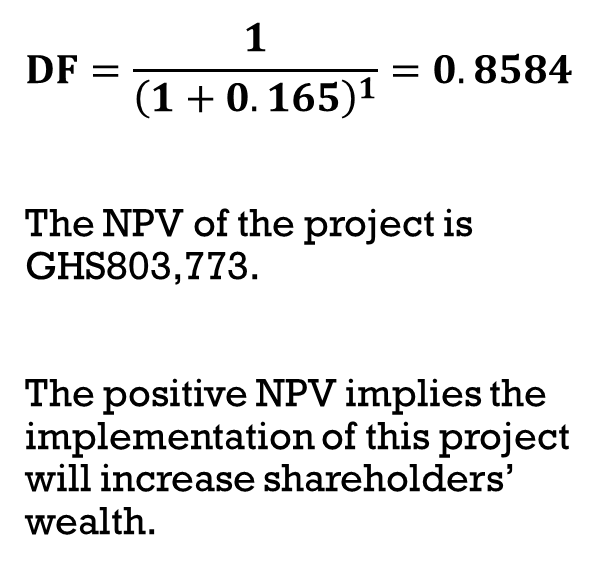 DF = 1 / (1 + 0.165)^1 = 0.8584
The NPV of the project is
GHS803,773.
The positive NPV implies the
implementation of this project
will increase shareholders’
wealth.